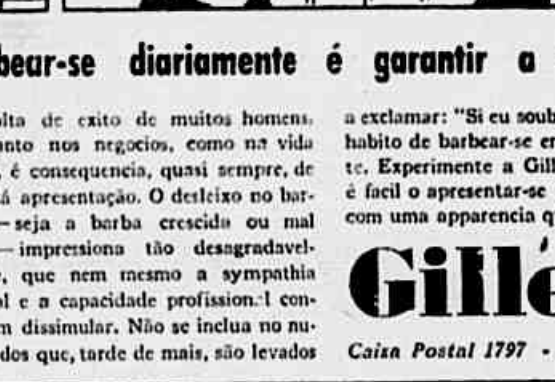 bear-se diariamente é garantir a
lta de exito de muitos homens,
anto nos negocios, como na vida
, é consequencia, quasi sempre, de
á apresentação. O desleixo no bar-
—seja a barba crescida ou mal
—impressiona tão desagradavel-
, que nem mesmo a sympathia
al e a capacidade profissional con-
m dissimular. Não se inclua no nu-
dos que, tarde de mais, são levados
a exclamar: "Si eu soub
habito de barbear-se em
te. Experimente a Gill
é facil o apresentar-se
com uma apparencia q
Gillé
Caixa Postal 1797 -